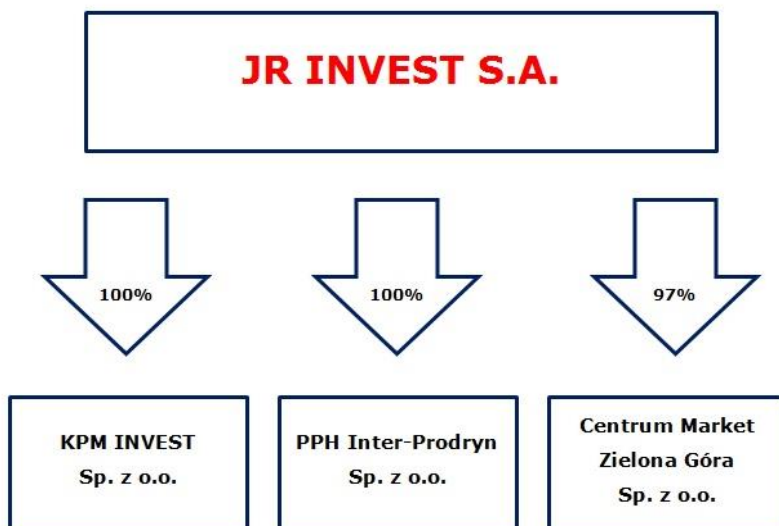 JR INVEST S.A.
100%
100%
97%
KPM INVEST
Sp. z o.o.
PPH Inter-Prodryn
Sp. z o.o.
Centrum Market
Zielona Góra
Sp. z o.o.